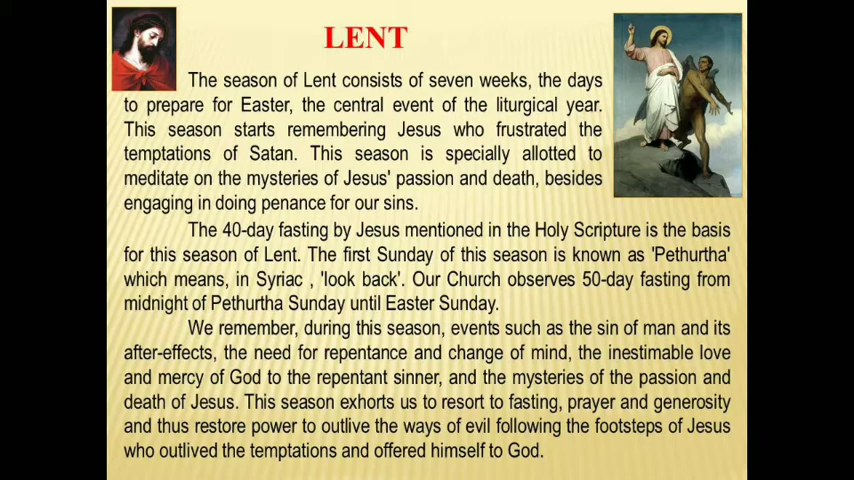 LENT
The season of Lent consists of seven weeks, the days
to prepare for Easter, the central event of the liturgical year.
This season starts remembering Jesus who frustrated the
temptations of Satan. This season is specially allotted to
meditate on the mysteries of Jesus' passion and death, besides
engaging in doing penance for our sins.
The 40-day fasting by Jesus mentioned in the Holy Scripture is the basis
for this season of Lent. The first Sunday of this season is known as 'Pethurtha'
which means, in Syriac , 'look back'. Our Church observes 50-day fasting from
midnight of Pethurtha Sunday until Easter Sunday.
We remember, during this season, events such as the sin of man and its
after-effects, the need for repentance and change of mind, the inestimable love
and mercy of God to the repentant sinner, and the mysteries of the passion and
death of Jesus. This season exhorts us to resort to fasting, prayer and generosity
and thus restore power to outlive the ways of evil following the footsteps of Jesus
who outlived the temptations and offered himself to God.